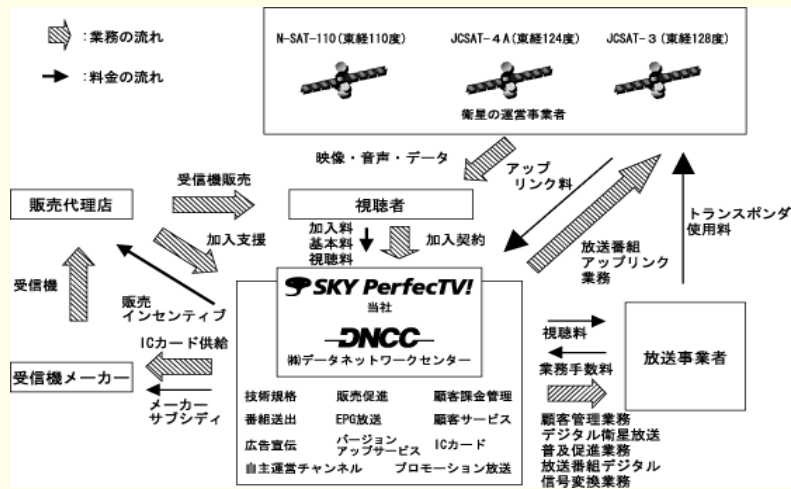 :業務の流れ
:料金の流れ
N-SAT-110(東経110度)
JCSAT-4A(東経124度)
JCSAT-3(東経128度)
衛星の運営事業者
映像・音声・データ
アップ
リンク料
受信機販売
販売代理店
視聴者
トランスポンダ
使用料
加入支援
加入料
基本料
視聴料
加入契約
放送番組
アップリンク
業務
受信機
販売
インセンティブ
SKY PerfecTV!
当社
DNCC
㈱データネットワークセンター
ICカード供給
受信機メーカー
メーカー
サブシディ
視聴料
業務手数料
放送事業者
技術規格
販売促進
顧客課金管理
番組送出
EPG放送
顧客サービス
広告宣伝
バージョン
アップサービス
ICカード
自主運営チャンネル
プロモーション放送
顧客管理業務
デジタル衛星放送
普及促進業務
放送番組デジタル
信号変換業務